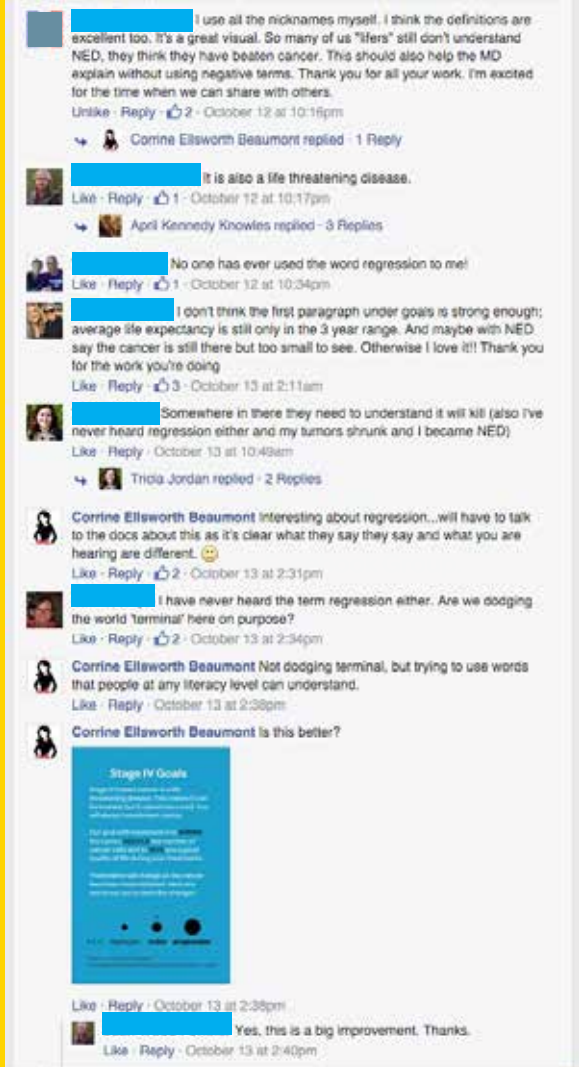 I use all the nicknames myself. I think the definitions are
excellent too. It's a great visual. So many of us "lifers" still don't understand
NED, they think they have beaten cancer. This should also help the MD
explain without using negative terms. Thank you for all your work. I'm excited
for the time when we can share with others.
Unlike · Reply · 2 · October 12 at 10:16pm
Corrine Ellsworth Beaumont replied · 1 Reply
It is also a life threatening disease.
Like · Reply · 1 · October 12 at 10:17pm
April Kennedy Knowles replied · 3 Replies
No one has ever used the word regression to me!
Like · Reply · 1 · October 12 at 10:34pm
I don't think the first paragraph under goals is strong enough;
average life expectancy is still only in the 3 year range. And maybe with NED
say the cancer is still there but too small to see. Otherwise I love it!! Thank you
for the work you're doing
Like · Reply · 3 · October 13 at 2:11am
Somewhere in there they need to understand it will kill (also I've
never heard regression either and my tumors shrunk and I became NED)
Like · Reply · October 13 at 10:49am
Tricia Jordan replied · 2 Replies
Corrine Ellsworth Beaumont Interesting about regression...will have to talk
to the docs about this as it's clear what they say they say and what you are
hearing are different.
Like · Reply · 2 · October 13 at 2:31pm
I have never heard the term regression either. Are we dodging
the world 'terminal' here on purpose?
Like · Reply · 2 · October 13 at 2:34pm
Corrine Ellsworth Beaumont Not dodging terminal, but trying to use words
that people at any literacy level can understand.
Like · Reply · October 13 at 2:38pm
Corrine Ellsworth Beaumont Is this better?
Stage IV Goals
Like · Reply · October 13 at 2:38pm
Yes, this is a big improvement. Thanks.
Like · Reply · October 13 at 2:40pm